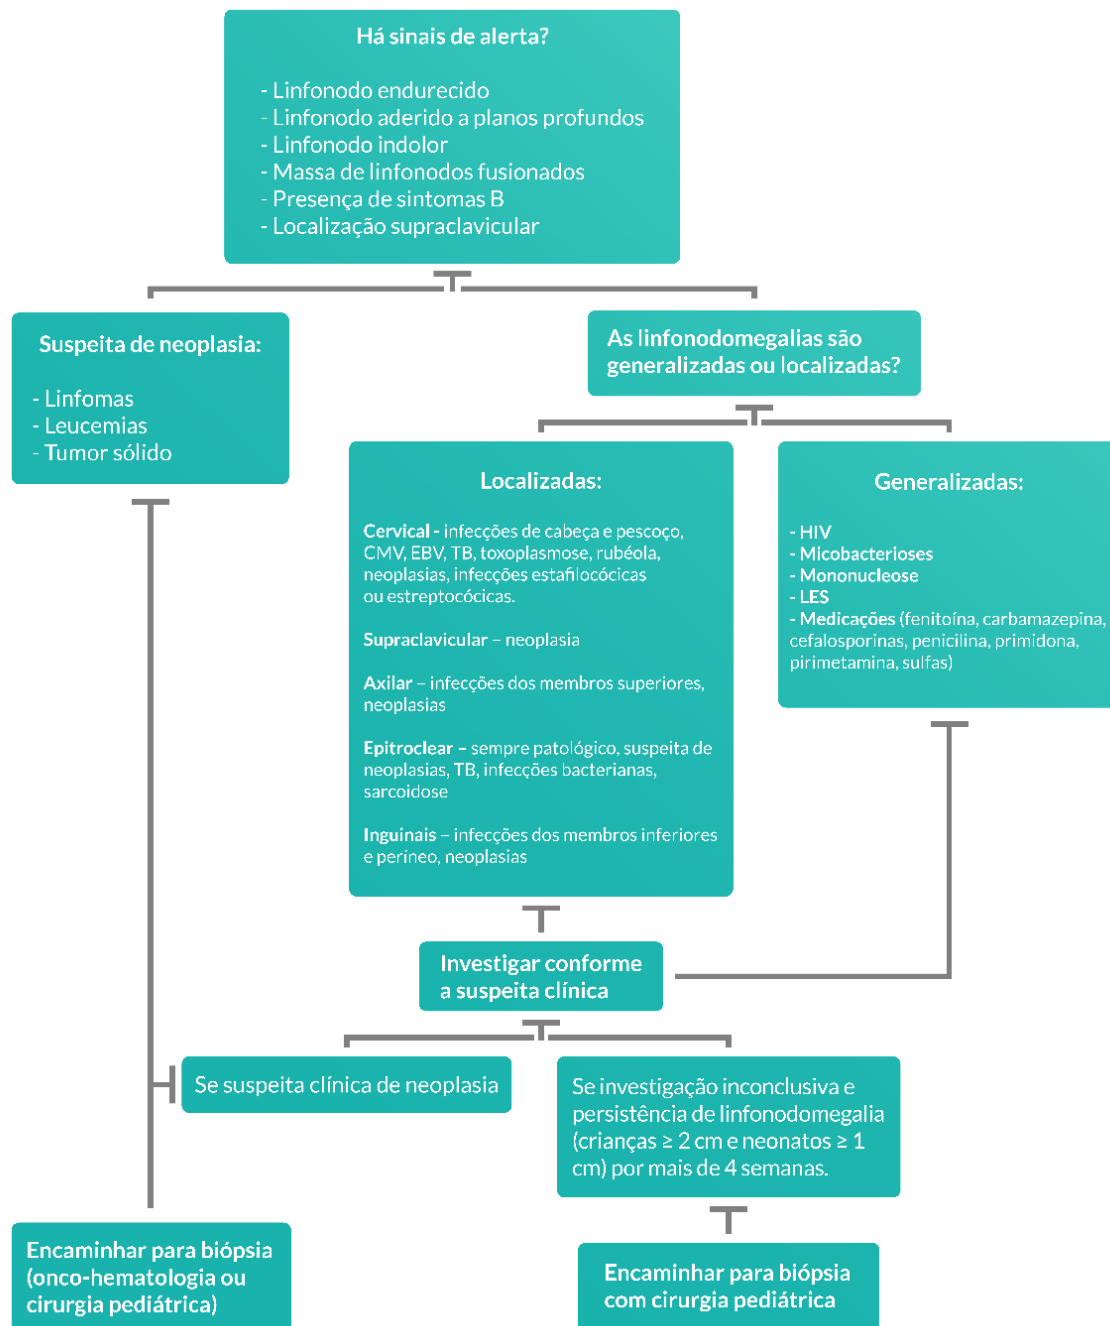 Há sinais de alerta?
- Linfonodo endurecido
- Linfonodo aderido a planos profundos
- Linfonodo indolor
- Massa de linfonodos fusionados
- Presença de sintomas B
- Localização supraclavicular
Suspeita de neoplasia:
- Linfomas
- Leucemias
- Tumor sólido
As linfonodomegalias são
generalizadas ou localizadas?
Localizadas:
Cervical - infecções de cabeça e pescoço,
CMV, EBV, TB, toxoplasmose, rubéola,
neoplasias, infecções estafilocócicas
ou estreptocócicas.
Supraclavicular – neoplasia
Axilar – infecções dos membros superiores,
neoplasias
Epitroclear – sempre patológico, suspeita de
neoplasias, TB, infecções bacterianas,
sarcoidose
Inguinais – infecções dos membros inferiores
e períneo, neoplasias
Generalizadas:
- HIV
- Micobacterioses
- Mononucleose
- LES
- Medicações (fenitoína, carbamazepina,
cefalosporinas, penicilina, primidona,
pirimetamina, sulfas)
Investigar conforme
a suspeita clínica
Se suspeita clínica de neoplasia
Se investigação inconclusiva e
persistência de linfonodomegalia
(crianças ≥ 2 cm e neonatos ≥ 1
cm) por mais de 4 semanas.
Encaminhar para biópsia
(onco-hematologia ou
cirurgia pediátrica)
Encaminhar para biópsia
com cirurgia pediátrica